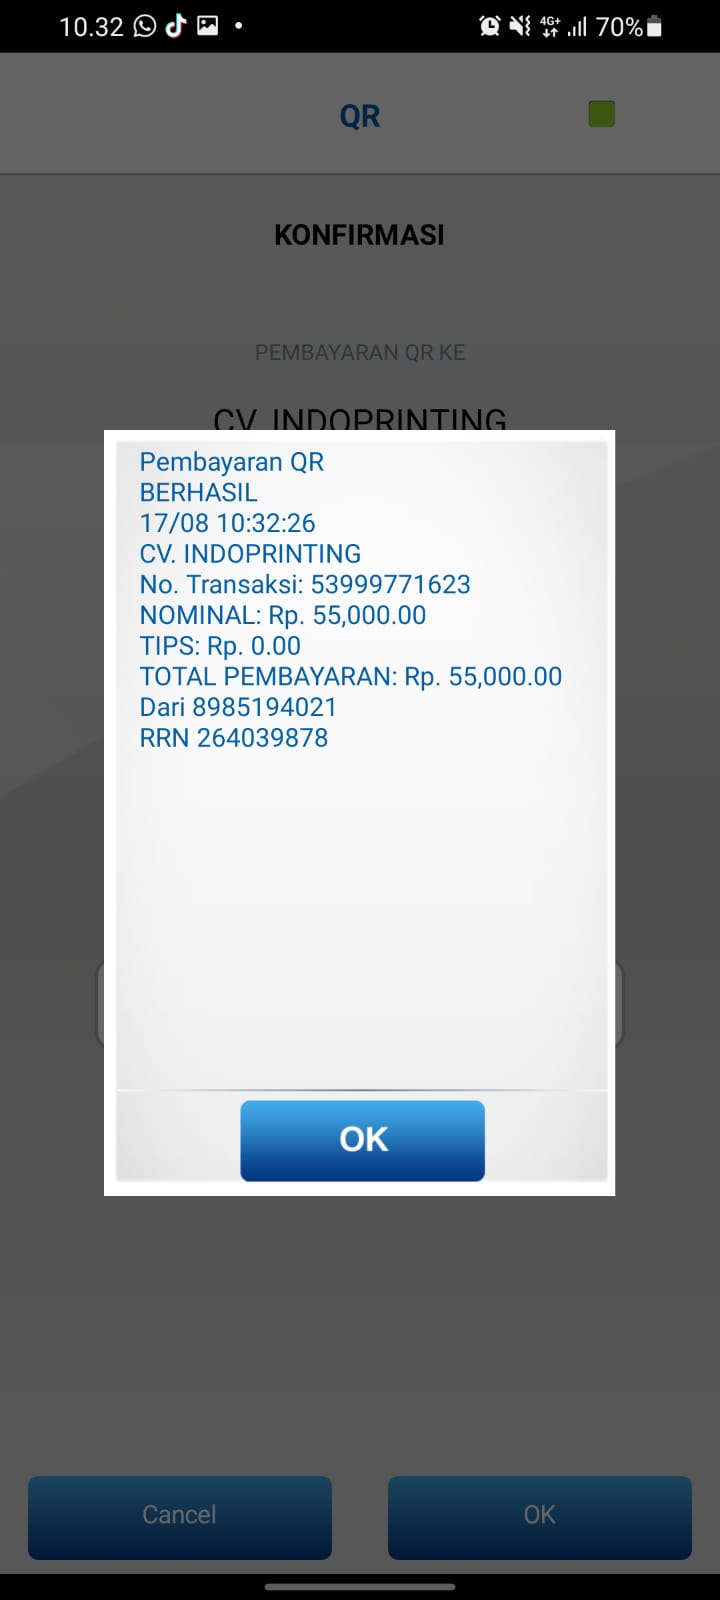 10.32
4G+
70%
QR
KONFIRMASI
PEMBAYARAN QR KE
CV. INDOPRINTING
Pembayaran QR
BERHASIL
17/08 10:32:26
CV. INDOPRINTING
No. Transaksi: 53999771623
NOMINAL: Rp. 55,000.00
TIPS: Rp. 0.00
TOTAL PEMBAYARAN: Rp. 55,000.00
Dari 8985194021
RRN 264039878
OK
Cancel
OK